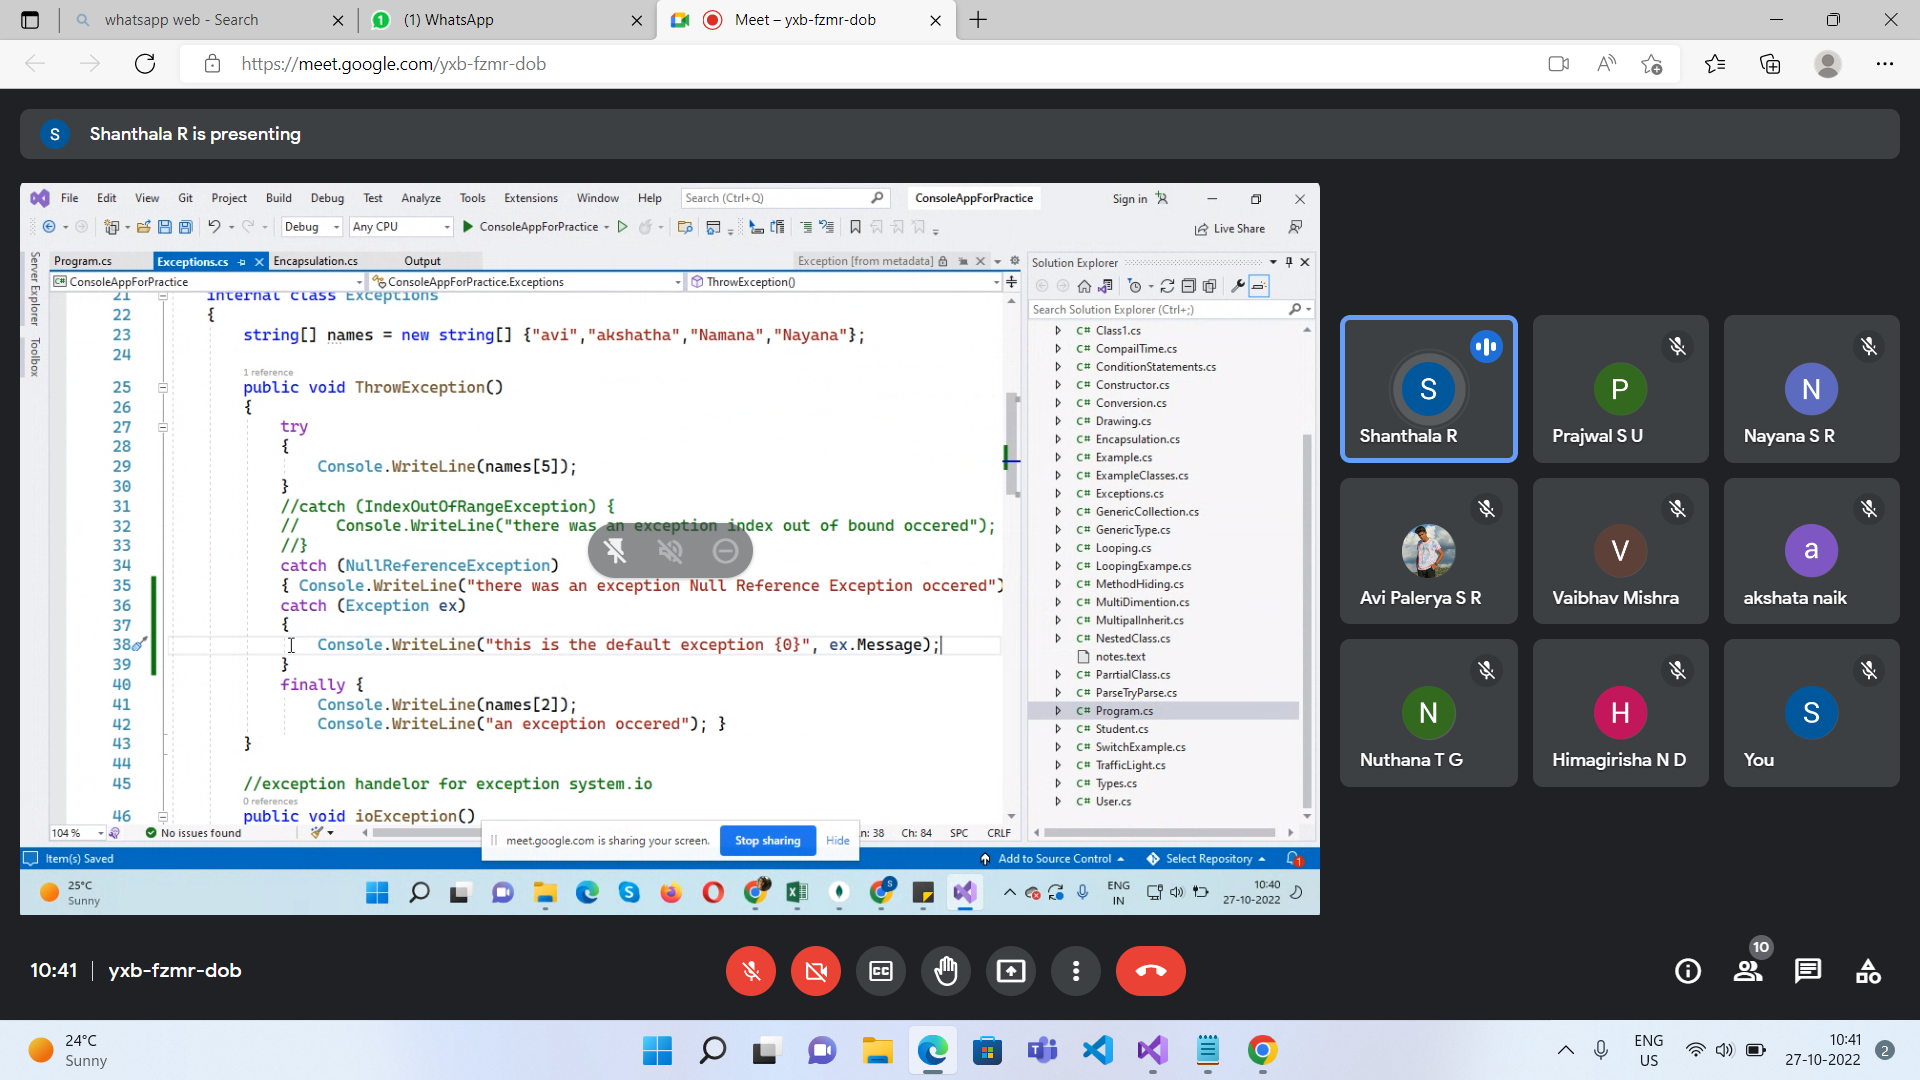 whatsapp web - Search
(1) WhatsApp
Meet – yxb-fzmr-dob
https://meet.google.com/yxb-fzmr-dob
S
Shanthala R is presenting
File Edit View Git Project Build Debug Test Analyze Tools Extensions Window Help
Search (Ctrl+Q)
ConsoleAppForPractice
Sign in
Debug
Any CPU
ConsoleAppForPractice
Live Share
Server Explorer
Toolbox
Program.cs
Exceptions.cs
Encapsulation.cs
Output
Exception [from metadata]
C# ConsoleAppForPractice
ConsoleAppForPractice.Exceptions
ThrowException()
21 internal class Exceptions
22 {
23 string[] names = new string[] {"avi","akshatha","Namana","Nayana"};
24
1 reference
25 public void ThrowException()
26 {
27 try
28 {
29 Console.WriteLine(names[5]);
30 }
31 //catch (IndexOutOfRangeException) {
32 // Console.WriteLine("there was an exception index out of bound occered");
33 //}
34 catch (NullReferenceException)
35 { Console.WriteLine("there was an exception Null Reference Exception occered")
36 catch (Exception ex)
37 {
38 Console.WriteLine("this is the default exception {0}", ex.Message);
39 }
40 finally {
41 Console.WriteLine(names[2]);
42 Console.WriteLine("an exception occered"); }
43 }
44
45 //exception handelor for exception system.io
0 references
46 public void ioException()
104 %
No issues found
n: 38 Ch: 84 SPC CRLF
meet.google.com is sharing your screen.
Stop sharing
Hide
Item(s) Saved
Add to Source Control
Select Repository
1
Solution Explorer
Search Solution Explorer (Ctrl+;)
C# Class1.cs
C# CompailTime.cs
C# ConditionStatements.cs
C# Constructor.cs
C# Conversion.cs
C# Drawing.cs
C# Encapsulation.cs
C# Example.cs
C# ExampleClasses.cs
C# Exceptions.cs
C# GenericCollection.cs
C# GenericType.cs
C# Looping.cs
C# LoopingExampe.cs
C# MethodHiding.cs
C# MultiDimention.cs
C# MultipalInherit.cs
C# NestedClass.cs
notes.text
C# ParrtialClass.cs
C# ParseTryParse.cs
C# Program.cs
C# Student.cs
C# SwitchExample.cs
C# TrafficLight.cs
C# Types.cs
C# User.cs
25°C
Sunny
S
ENG
IN
10:40
27-10-2022
S
Shanthala R
P
Prajwal S U
N
Nayana S R
Avi Palerya S R
V
Vaibhav Mishra
a
akshata naik
N
Nuthana T G
H
Himagirisha N D
S
You
10:41
yxb-fzmr-dob
CC
10
24°C
Sunny
ENG
US
10:41
27-10-2022
2